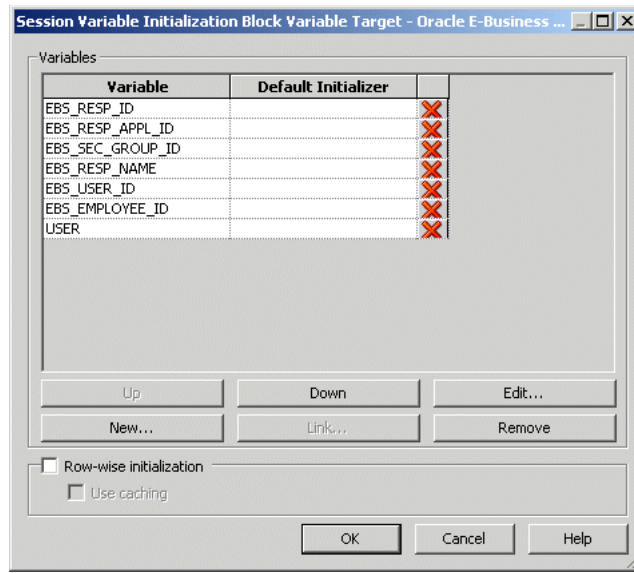 Session Variable Initialization Block Variable Target - Oracle E-Business ...
Variables
Variable Default Initializer
EBS_RESP_ID
EBS_RESP_APPL_ID
EBS_SEC_GROUP_ID
EBS_RESP_NAME
EBS_USER_ID
EBS_EMPLOYEE_ID
USER
Up Down Edit...
New... Link... Remove
Row-wise initialization
Use caching
OK Cancel Help